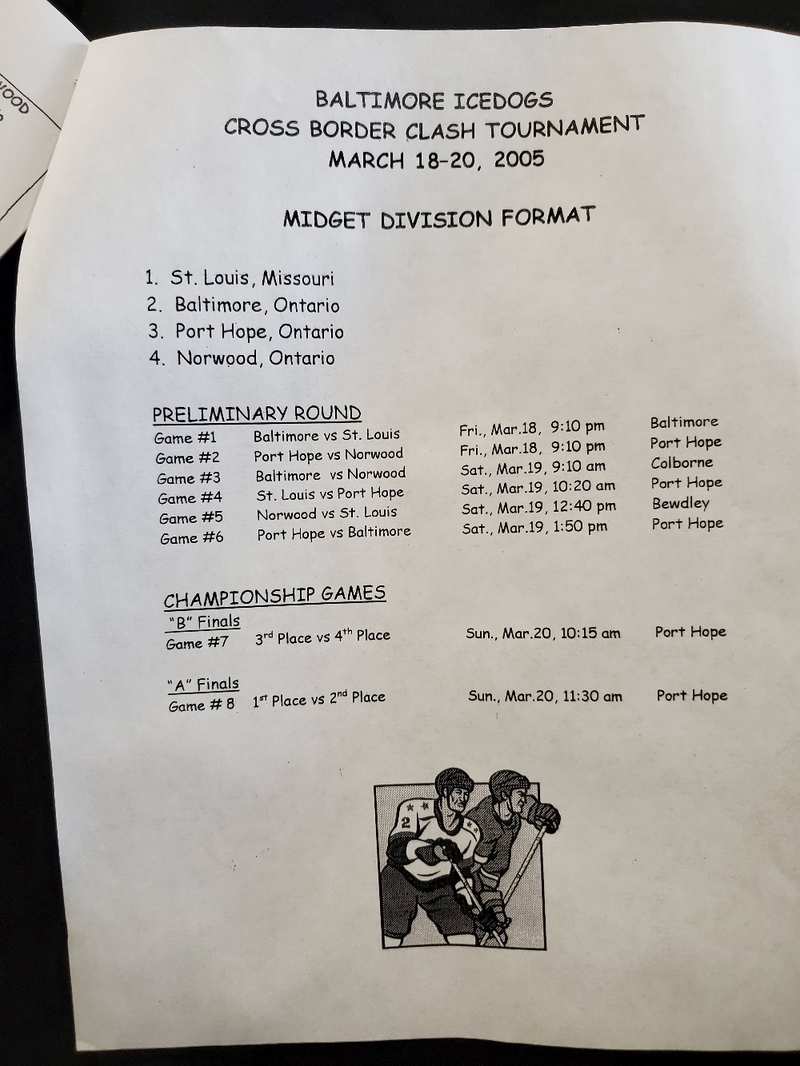 WOOD
BALTIMORE ICEDOGS
CROSS BORDER CLASH TOURNAMENT
MARCH 18-20, 2005
MIDGET DIVISION FORMAT
1. St. Louis, Missouri
2. Baltimore, Ontario
3. Port Hope, Ontario
4. Norwood, Ontario
PRELIMINARY ROUND
Game #1 Baltimore vs St. Louis Fri., Mar.18, 9:10 pm Baltimore
Game #2 Port Hope vs Norwood Fri., Mar.18, 9:10 pm Port Hope
Game #3 Baltimore vs Norwood Sat., Mar.19, 9:10 am Colborne
Game #4 St. Louis vs Port Hope Sat., Mar.19, 10:20 am Port Hope
Game #5 Norwood vs St. Louis Sat., Mar.19, 12:40 pm Bewdley
Game #6 Port Hope vs Baltimore Sat., Mar.19, 1:50 pm Port Hope
CHAMPIONSHIP GAMES
"B" Finals
Game #7 3rd Place vs 4th Place Sun., Mar.20, 10:15 am Port Hope
"A" Finals
Game # 8 1st Place vs 2nd Place Sun., Mar.20, 11:30 am Port Hope
2